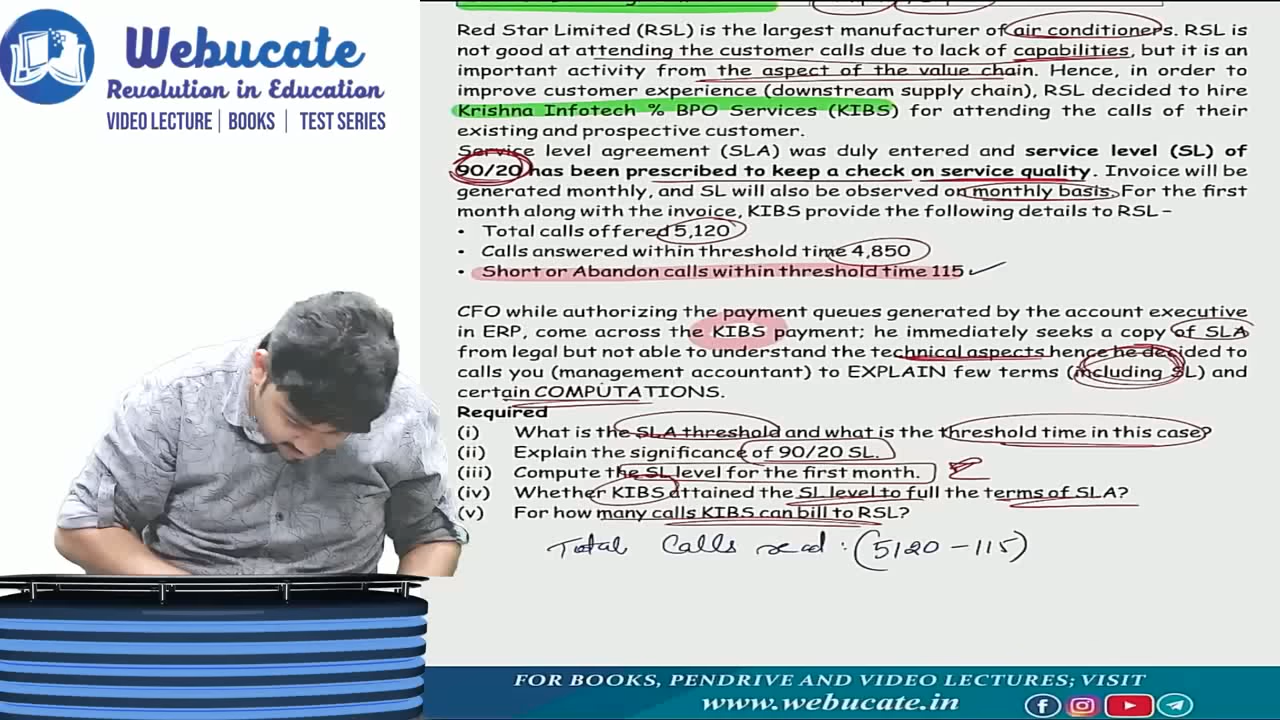 Webucate
Revolution in Education
VIDEO LECTURE | BOOKS | TEST SERIES
Red Star Limited (RSL) is the largest manufacturer of air conditioners. RSL is
not good at attending the customer calls due to lack of capabilities, but it is an
important activity from the aspect of the value chain. Hence, in order to
improve customer experience (downstream supply chain), RSL decided to hire
Krishna Infotech % BPO Services (KIBS) for attending the calls of their
existing and prospective customer.
Service level agreement (SLA) was duly entered and service level (SL) of
90/20 has been prescribed to keep a check on service quality. Invoice will be
generated monthly, and SL will also be observed on monthly basis. For the first
month along with the invoice, KIBS provide the following details to RSL-
• Total calls offered 5,120
• Calls answered within threshold time 4,850
• Short or Abandon calls within threshold time 115
CFO while authorizing the payment queues generated by the account executive
in ERP, come across the KIBS payment; he immediately seeks a copy of SLA
from legal but not able to understand the technical aspects hence he decided to
calls you (management accountant) to EXPLAIN few terms (including SL) and
certain COMPUTATIONS.
Required
(i) What is the SLA threshold and what is the threshold time in this case?
(ii) Explain the significance of 90/20 SL.
(iii) Compute the SL level for the first month.
(iv) Whether KIBS attained the SL level to full the terms of SLA?
(v) For how many calls KIBS can bill to RSL?
Total Calls : (5120 - 115)
FOR BOOKS, PENDRIVE AND VIDEO LECTURES; VISIT
www.webucate.in